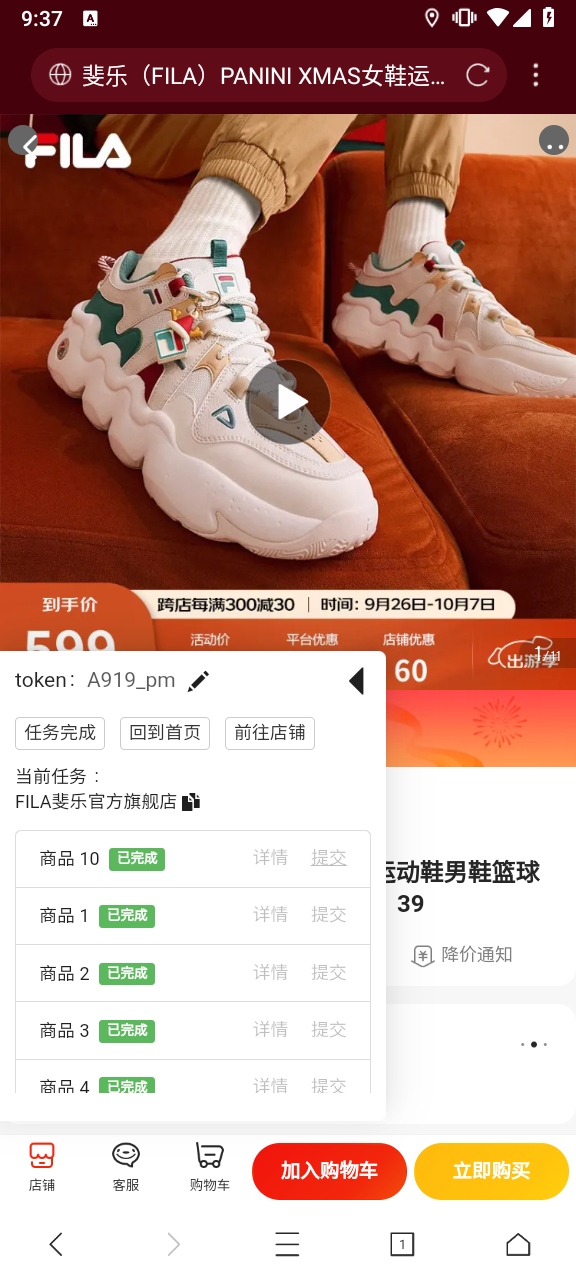 9:37
A
斐乐（FILA）PANINI XMAS女鞋运...
FILA
到手价
跨店每满300减30 | 时间：9月26日-10月7日
599
活动价
平台优惠
店铺优惠
60
出游季
1/11
token: A919_pm
任务完成
回到首页
前往店铺
当前任务：
FILA斐乐官方旗舰店
商品 10 已完成 详情 提交
商品 1 已完成 详情 提交
商品 2 已完成 详情 提交
商品 3 已完成 详情 提交
商品 4 已完成 详情 提交
运动鞋男鞋篮球
39
降价通知
店铺
客服
购物车
加入购物车
立即购买
1